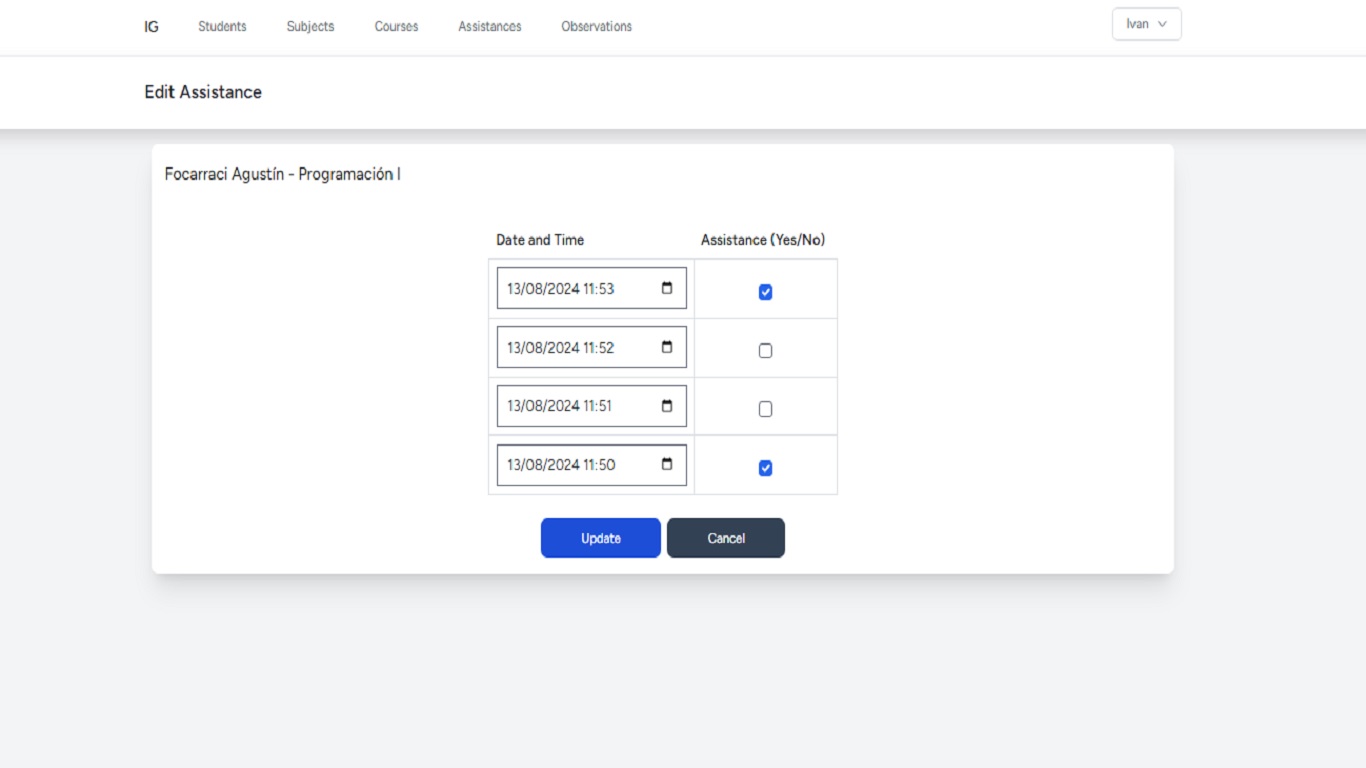 IG Students Subjects Courses Assistances Observations Ivan
Edit Assistance
Focarraci Agustín - Programación I
Date and Time Assistance (Yes/No)
13/08/2024 11:53
13/08/2024 11:52
13/08/2024 11:51
13/08/2024 11:50
Update Cancel